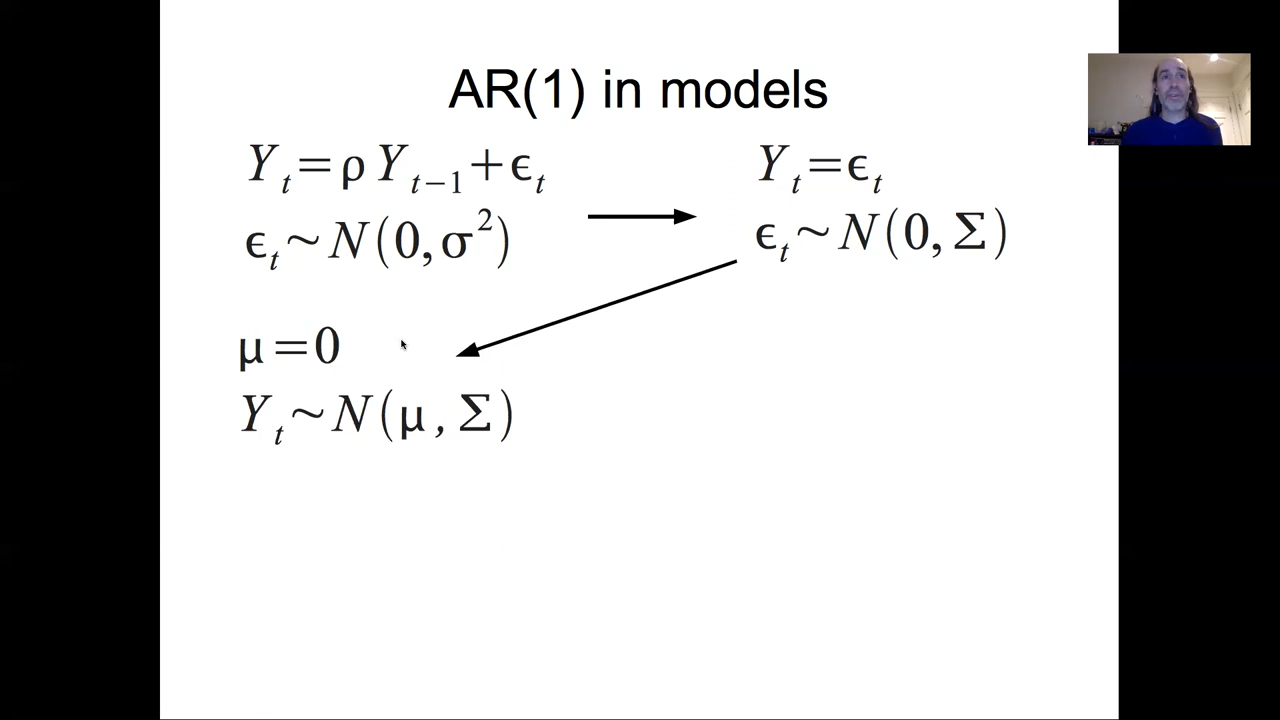 AR(1) in models
Y_t = ρ Y_{t−1} + ϵ_t
ϵ_t ~ N(0, σ²)
Y_t = ϵ_t
ϵ_t ~ N(0, Σ)
μ = 0
Y_t ~ N(μ, Σ)